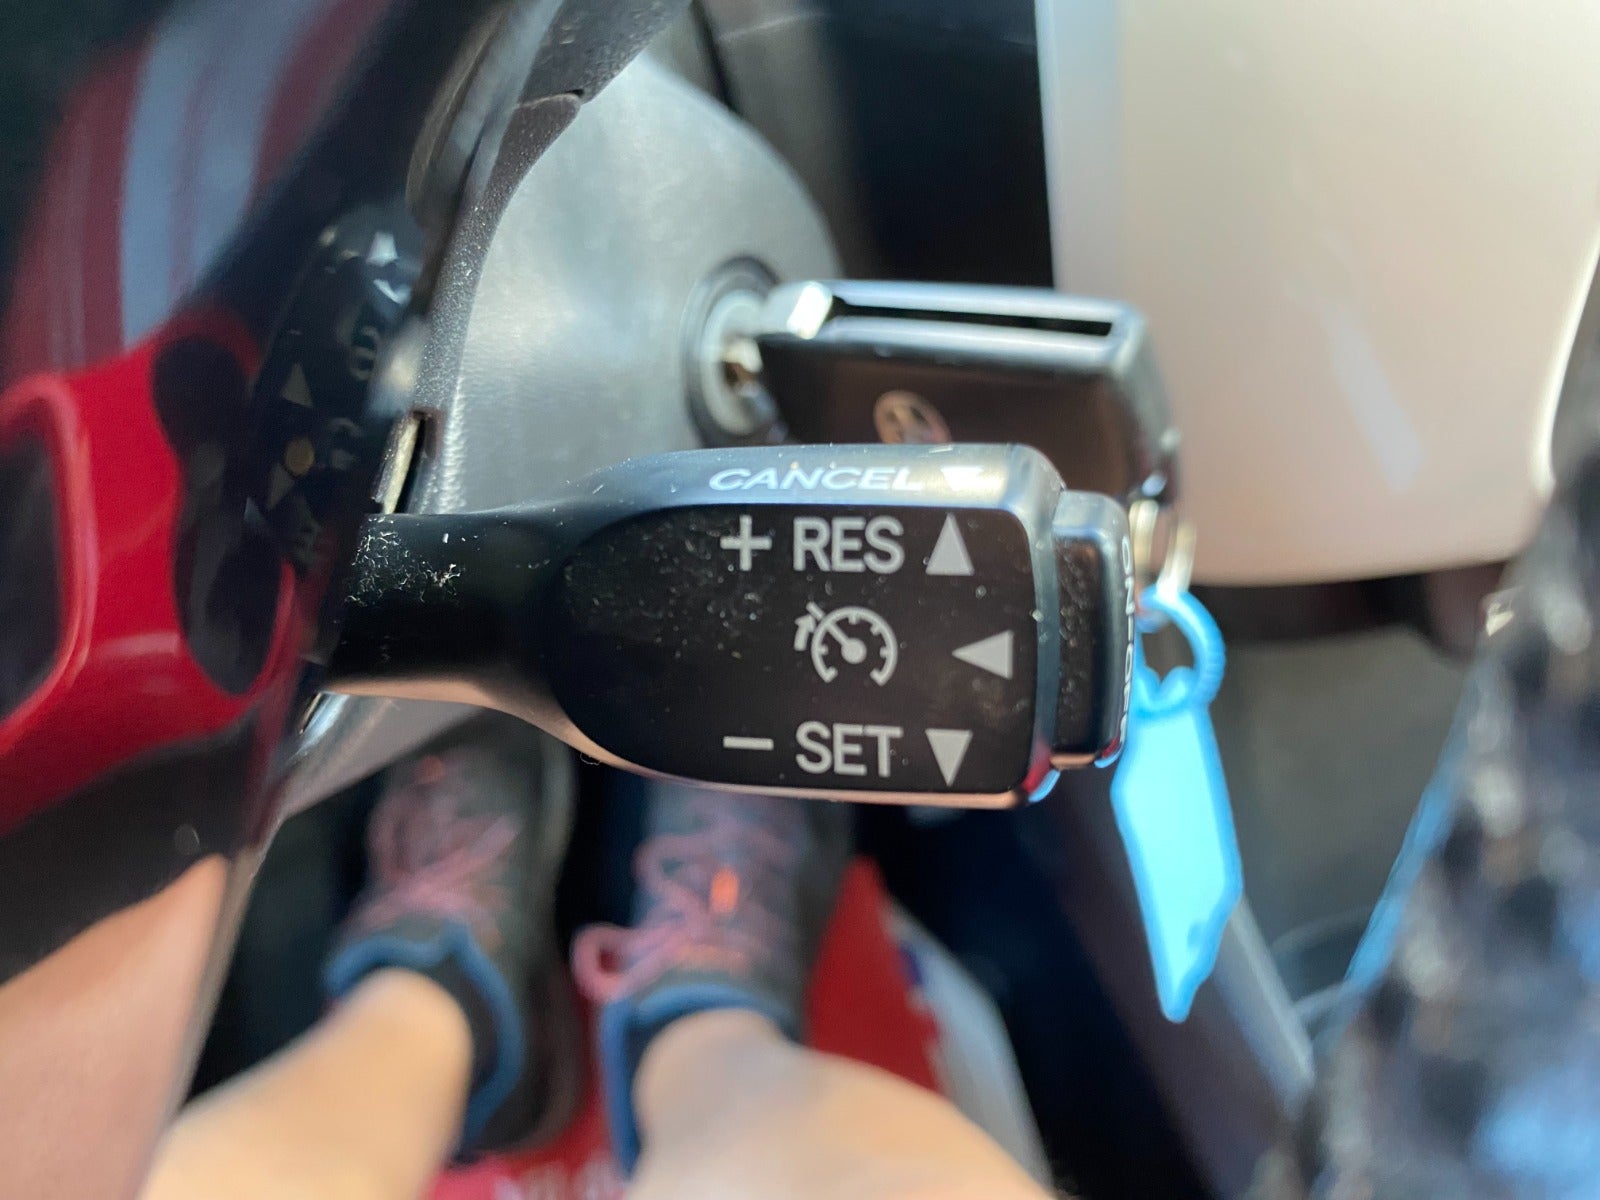 CANCEL
+ RES
- SET